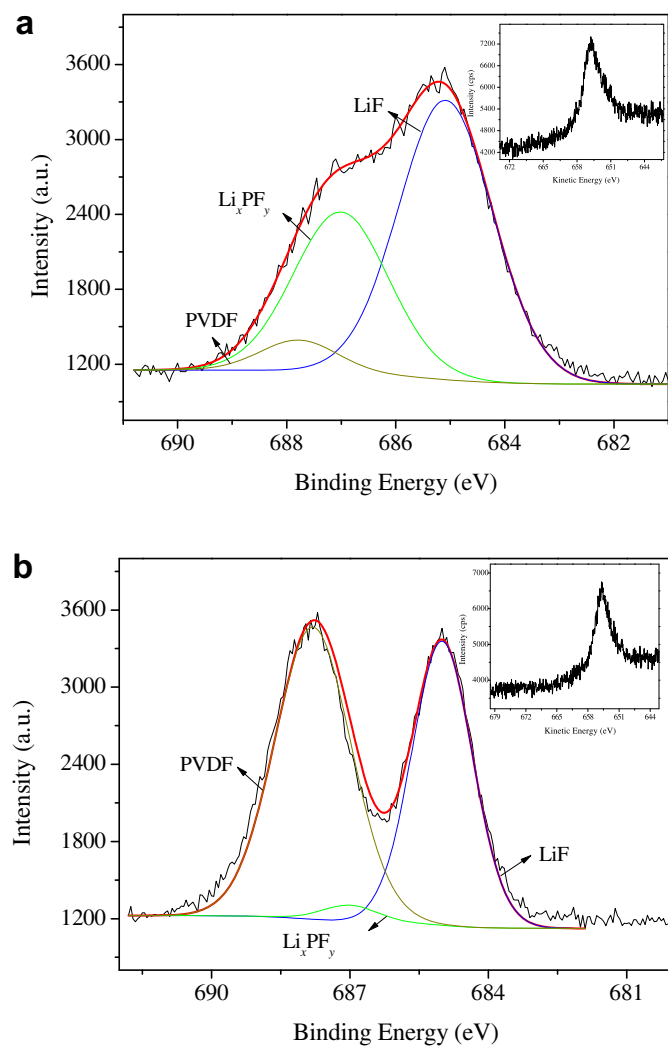 a
3600
3000
2400
1800
1200
Intensity (a.u.)
LiF
LixPFy
PVDF
690
688
686
684
682
Binding Energy (eV)
7200
6400
5600
4800
4200
Intensity (cps)
672
665
658
651
644
Kinetic Energy (eV)
b
3600
3000
2400
1800
1200
Intensity (a.u.)
PVDF
LiF
LixPFy
690
687
684
681
Binding Energy (eV)
7000
6000
5000
4000
Intensity (cps)
679
672
665
658
651
644
Kinetic Energy (eV)